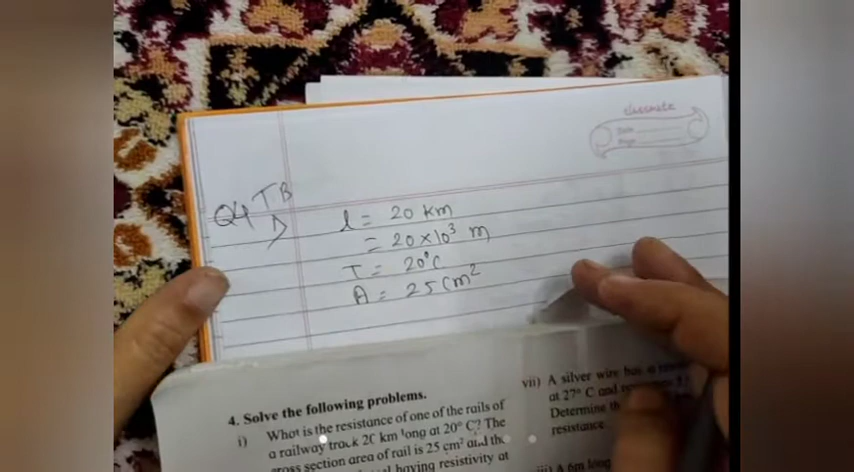 classmate
Date
Page
Q4 TB
l = 20 km
= 20×10³ m
T = 20°C
A = 25 cm²
4. Solve the following problems.
i) What is the resistance of one of the rails of
a railway track 20 km long at 20° C? The
cross section area of rail is 25 cm² and the
having resistivity at
vii) A silver wire has a
at 27° C and
Determine th
resistance.
A 6m long